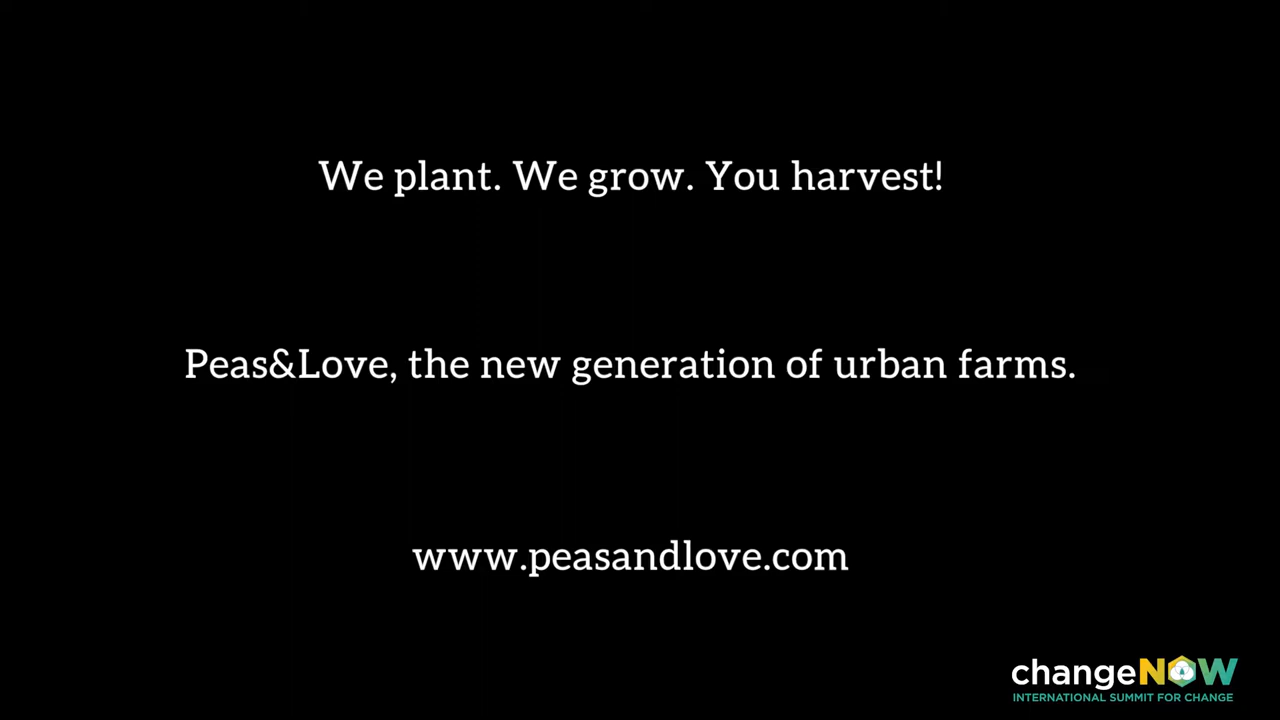 We plant. We grow. You harvest!
Peas&Love, the new generation of urban farms.
www.peasandlove.com
changeNOW
INTERNATIONAL SUMMIT FOR CHANGE